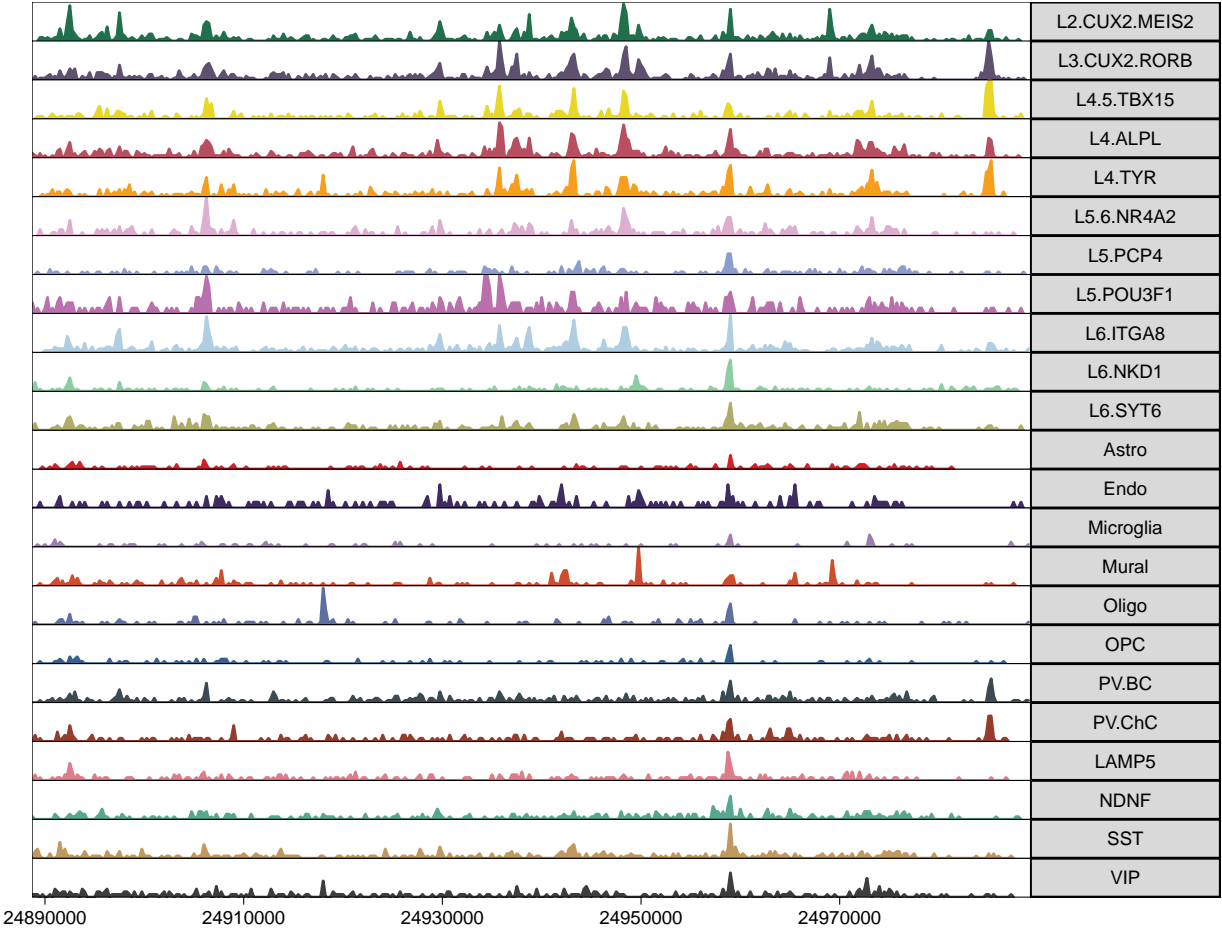 L2.CUX2.MEIS2
L3.CUX2.RORB
L4.5.TBX15
L4.ALPL
L4.TYR
L5.6.NR4A2
L5.PCP4
L5.POU3F1
L6.ITGA8
L6.NKD1
L6.SYT6
Astro
Endo
Microglia
Mural
Oligo
OPC
PV.BC
PV.ChC
LAMP5
NDNF
SST
VIP
24890000 24910000 24930000 24950000 24970000